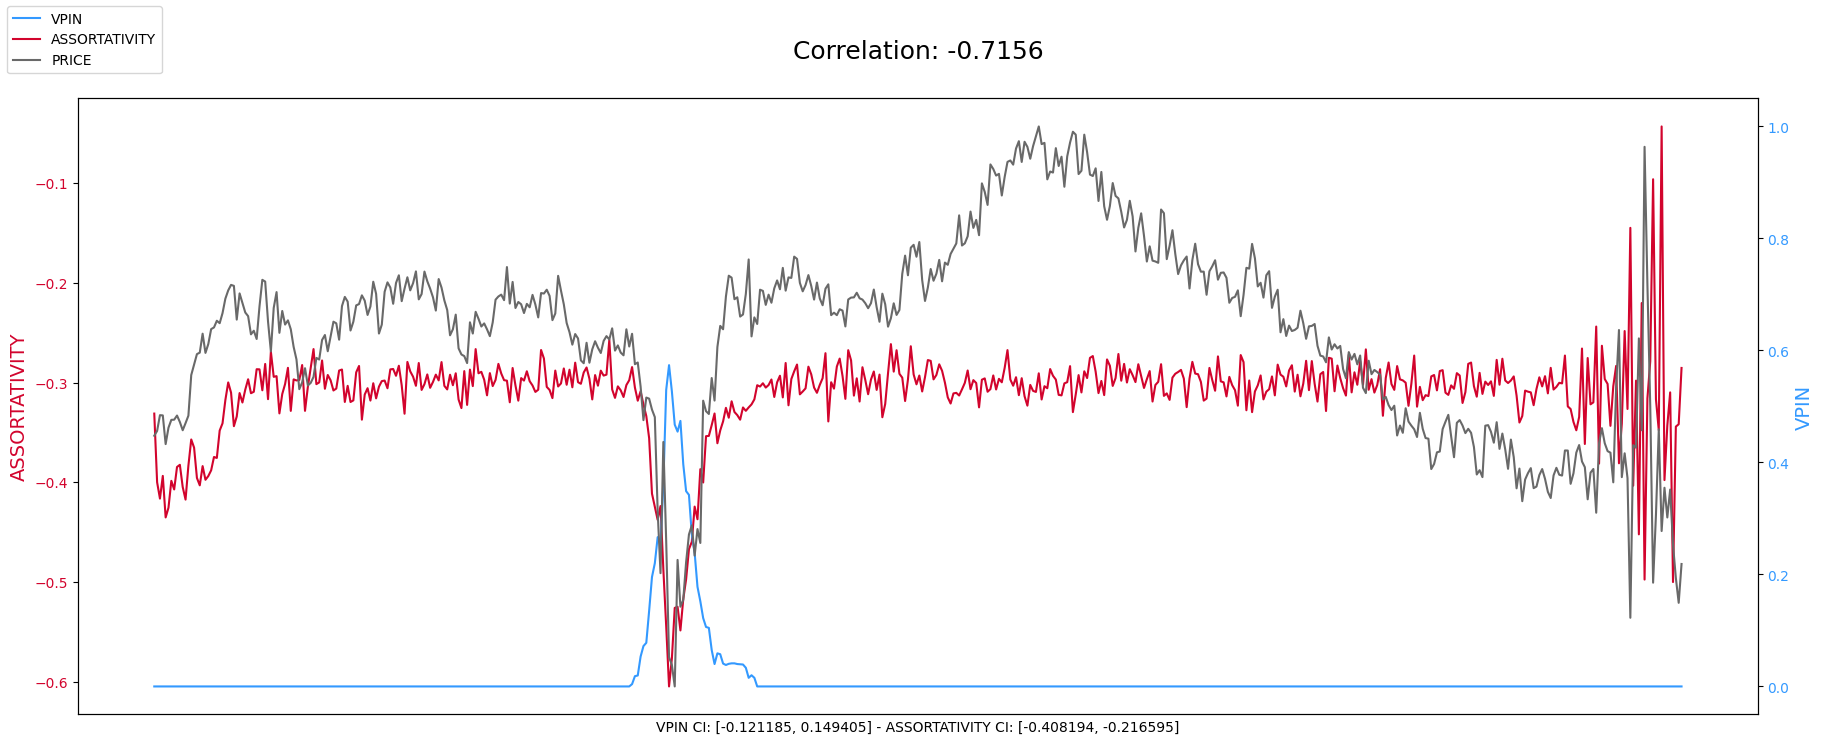 VPIN
ASSORTATIVITY
PRICE
Correlation: -0.7156
ASSORTATIVITY
−0.1
−0.2
−0.3
−0.4
−0.5
−0.6
1.0
0.8
0.6
0.4
0.2
0.0
VPIN
VPIN CI: [-0.121185, 0.149405] - ASSORTATIVITY CI: [-0.408194, -0.216595]